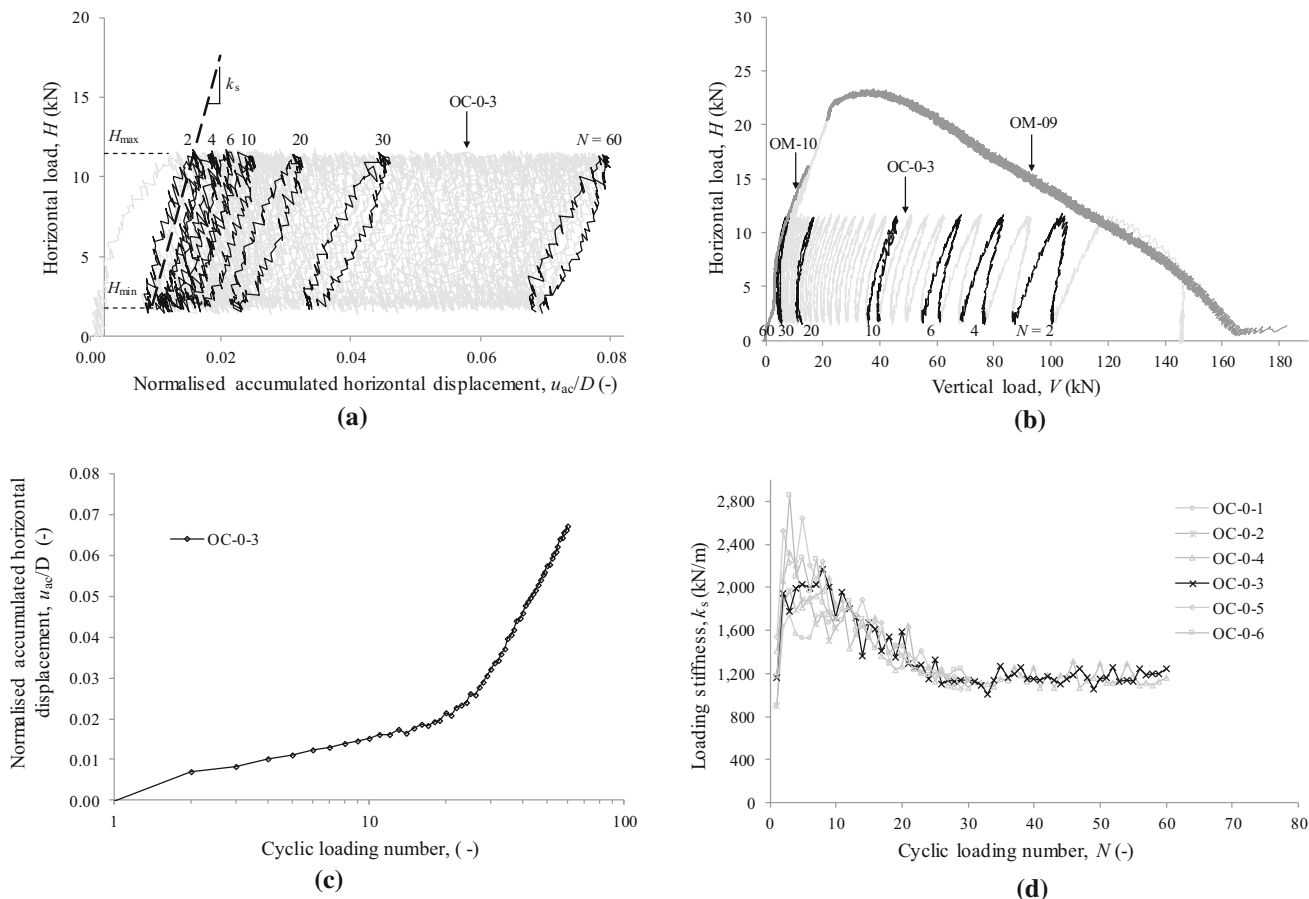 20
15
10
5
0
Horizontal load, H (kN)
Hmax
Hmin
ks
OC-0-3
2 4 6 10 20 30 N = 60
0.00 0.02 0.04 0.06 0.08
Normalised accumulated horizontal displacement, uac/D (-)
(a)
30
25
20
15
10
5
0
Horizontal load, H (kN)
OM-10
OC-0-3
OM-09
60 30 20 10 6 4 N = 2
0 20 40 60 80 100 120 140 160 180
Vertical load, V (kN)
(b)
0.08
0.07
0.06
0.05
0.04
0.03
0.02
0.01
0.00
Normalised accumulated horizontal
displacement, uac/D (-)
OC-0-3
1 10 100
Cyclic loading number, ( -)
(c)
2,800
2,400
2,000
1,600
1,200
800
400
0
Loading stiffness, ks (kN/m)
OC-0-1
OC-0-2
OC-0-4
OC-0-3
OC-0-5
OC-0-6
0 10 20 30 40 50 60 70 80
Cyclic loading number, N (-)
(d)